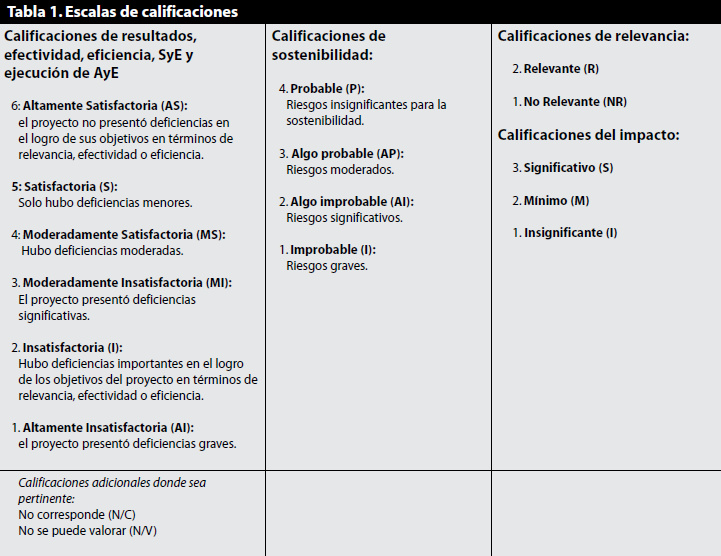 Tabla 1. Escalas de calificaciones
Calificaciones de resultados,
efectividad, eficiencia, SyE y
ejecución de AyE
6: Altamente Satisfactoria (AS):
el proyecto no presentó deficiencias en
el logro de sus objetivos en términos de
relevancia, efectividad o eficiencia.
5: Satisfactoria (S):
Solo hubo deficiencias menores.
4: Moderadamente Satisfactoria (MS):
Hubo deficiencias moderadas.
3. Moderadamente Insatisfactoria (MI):
El proyecto presentó deficiencias
significativas.
2. Insatisfactoria (I):
Hubo deficiencias importantes en el logro
de los objetivos del proyecto en términos de
relevancia, efectividad o eficiencia.
1. Altamente Insatisfactoria (AI):
el proyecto presentó deficiencias graves.
Calificaciones de
sostenibilidad:
4. Probable (P):
Riesgos insignificantes para la
sostenibilidad.
3. Algo probable (AP):
Riesgos moderados.
2. Algo improbable (AI):
Riesgos significativos.
1. Improbable (I):
Riesgos graves.
Calificaciones de relevancia:
2. Relevante (R)
1. No Relevante (NR)
Calificaciones del impacto:
3. Significativo (S)
2. Mínimo (M)
1. Insignificante (I)
Calificaciones adicionales donde sea
pertinente:
No corresponde (N/C)
No se puede valorar (N/V)